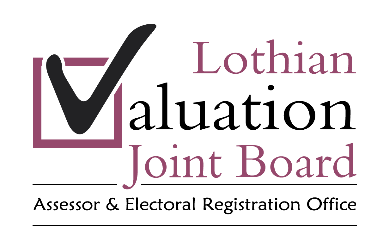 Lothian
Valuation
Joint Board
Assessor & Electoral Registration Office